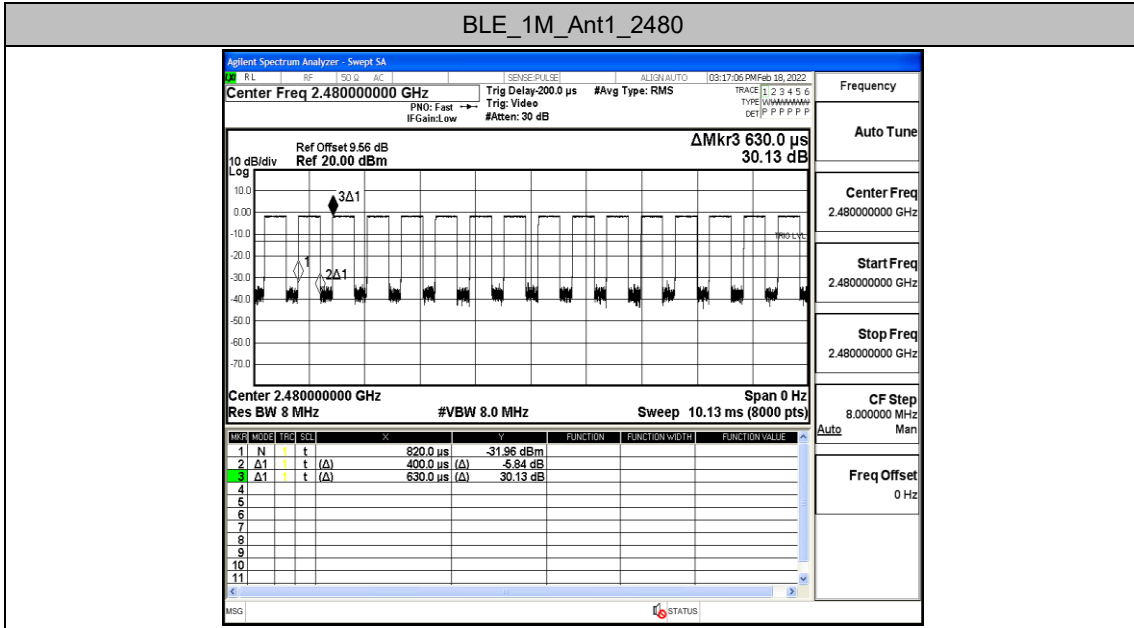 BLE_1M_Ant1_2480
Agilent Spectrum Analyzer - Swept SA
LXI RL RF 50 Ω AC SENSE:PULSE ALIGNAUTO 03:17:06 PM Feb 18, 2022
Center Freq 2.480000000 GHz
PNO: Fast
IFGain:Low
Trig Delay-200.0 µs
Trig: Video
#Atten: 30 dB
#Avg Type: RMS
TRACE 1 2 3 4 5 6
TYPE
DET P P P P P P
ΔMkr3 630.0 µs
30.13 dB
Ref Offset 9.56 dB
10 dB/div Ref 20.00 dBm
Log
10.0
0.00
-10.0
-20.0
-30.0
-40.0
-50.0
-60.0
-70.0
3Δ1
TRIG LVL
1
2Δ1
Center 2.480000000 GHz Span 0 Hz
Res BW 8 MHz #VBW 8.0 MHz Sweep 10.13 ms (8000 pts)
MKR MODE TRC SCL X Y FUNCTION FUNCTION WIDTH FUNCTION VALUE
1 N 1 t 820.0 µs -31.96 dBm
2 Δ1 1 t (Δ) 400.0 µs (Δ) -5.84 dB
3 Δ1 1 t (Δ) 630.0 µs (Δ) 30.13 dB
4
5
6
7
8
9
10
11
MSG STATUS
Frequency
Auto Tune
Center Freq
2.480000000 GHz
Start Freq
2.480000000 GHz
Stop Freq
2.480000000 GHz
CF Step
8.000000 MHz
Auto Man
Freq Offset
0 Hz